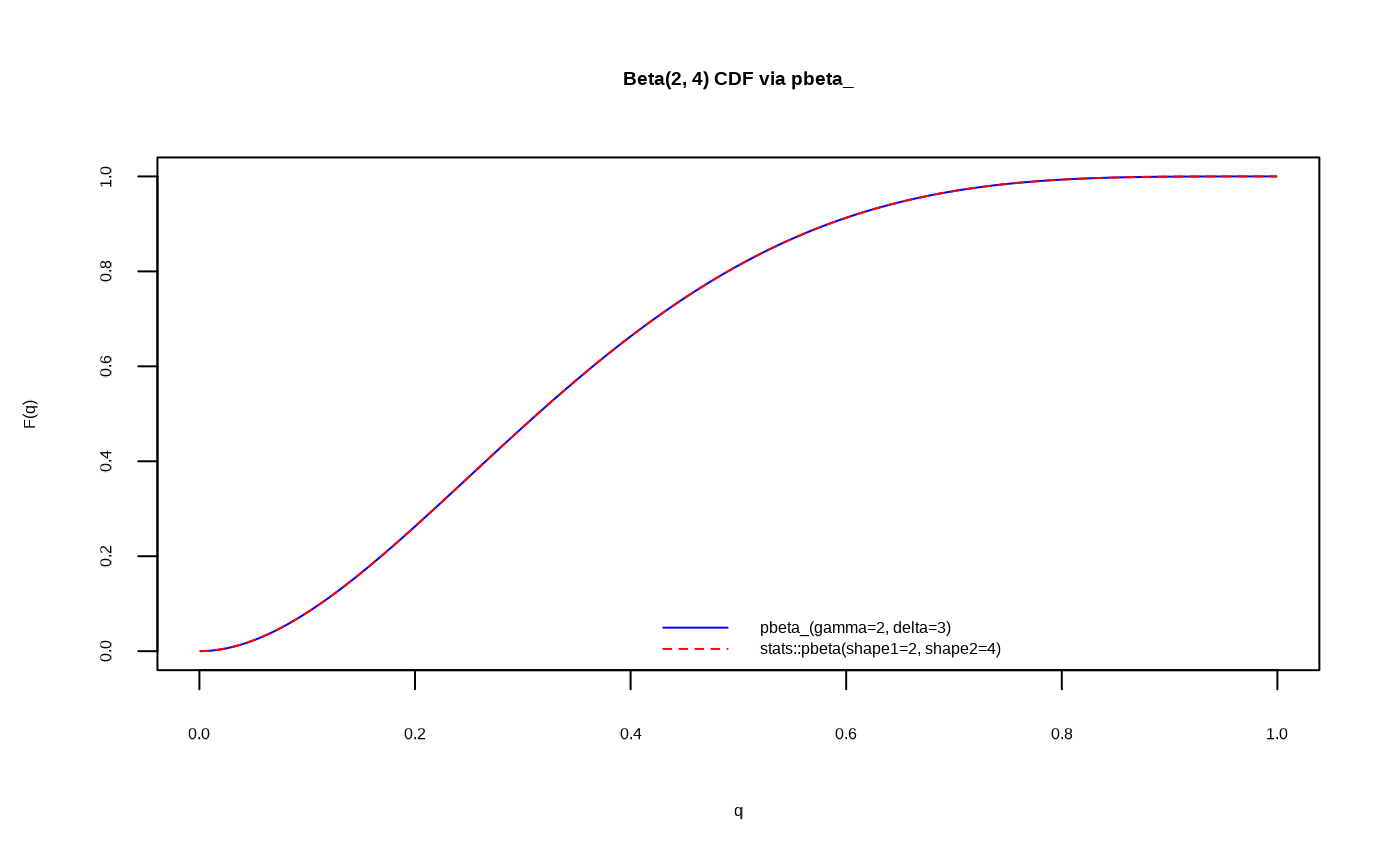 Beta(2, 4) CDF via pbeta_
1.0
0.8
0.6
0.4
0.2
0.0
F(q)
pbeta_(gamma=2, delta=3)
stats::pbeta(shape1=2, shape2=4)
0.0 0.2 0.4 0.6 0.8 1.0
q